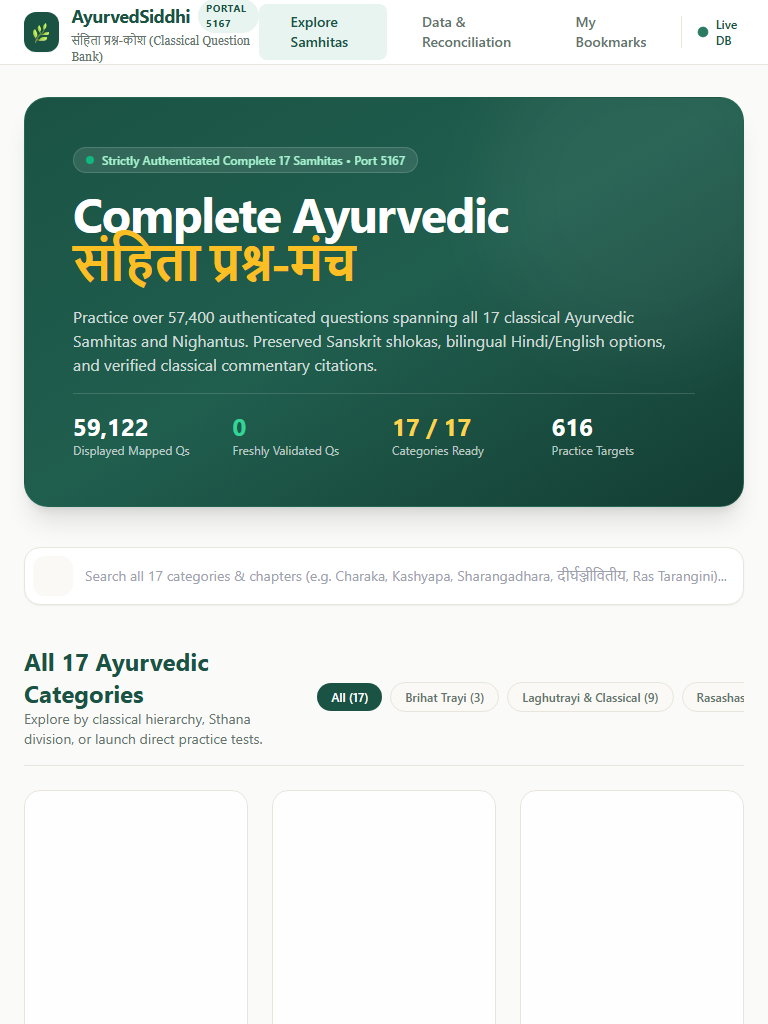 AyurvedSiddhi
PORTAL
5167
संहिता प्रश्न-कोश (Classical Question
Bank)
Explore
Samhitas
Data &
Reconciliation
My
Bookmarks
Live
DB
Strictly Authenticated Complete 17 Samhitas • Port 5167
Complete Ayurvedic
संहिता प्रश्न-मंच
Practice over 57,400 authenticated questions spanning all 17 classical Ayurvedic
Samhitas and Nighantus. Preserved Sanskrit shlokas, bilingual Hindi/English options,
and verified classical commentary citations.
59,122
Displayed Mapped Qs
0
Freshly Validated Qs
17 / 17
Categories Ready
616
Practice Targets
Search all 17 categories & chapters (e.g. Charaka, Kashyapa, Sharangadhara, दीर्घञ्जीवितीय, Ras Tarangini)...
All 17 Ayurvedic
Categories
Explore by classical hierarchy, Sthana
division, or launch direct practice tests.
All (17)
Brihat Trayi (3)
Laghutrayi & Classical (9)
Rasashas